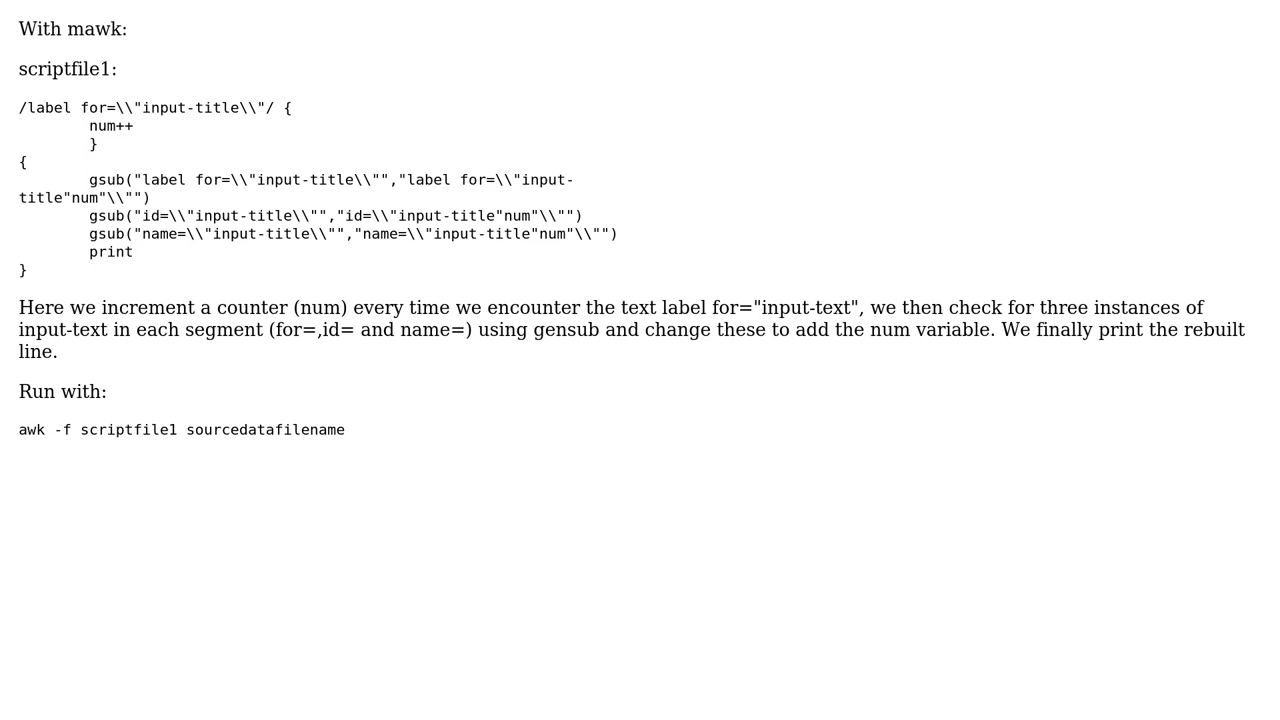 With mawk:
scriptfile1:
/label for=\\"input-title\\"/ {
        num++
        }
{
        gsub("label for=\\"input-title\\"","label for=\\"input-
title"num"\\"")
        gsub("id=\\"input-title\\"","id=\\"input-title"num"\\"")
        gsub("name=\\"input-title\\"","name=\\"input-title"num"\\"")
        print
}
Here we increment a counter (num) every time we encounter the text label for="input-text", we then check for three instances of
input-text in each segment (for=,id= and name=) using gensub and change these to add the num variable. We finally print the rebuilt
line.
Run with:
awk -f scriptfile1 sourcedatafilename